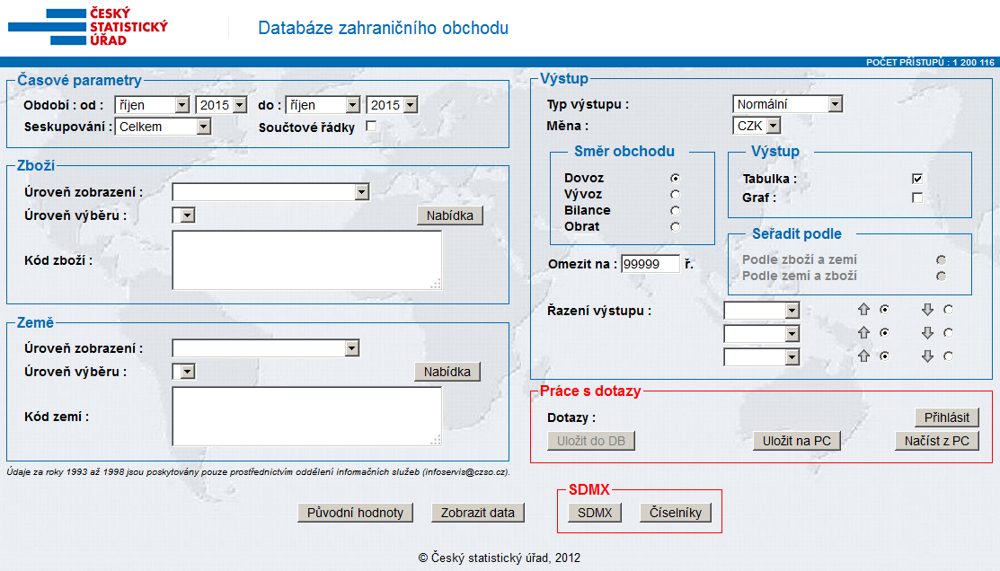 ČESKÝ
STATISTICKÝ
ÚŘAD
Databáze zahraničního obchodu
POČET PŘÍSTUPŮ : 1 200 116
Časové parametry
Období : od : říjen 2015 do : říjen 2015
Seskupování : Celkem Součtové řádky
Zboží
Úroveň zobrazení :
Úroveň výběru : Nabídka
Kód zboží :
Země
Úroveň zobrazení :
Úroveň výběru : Nabídka
Kód zemí :
Údaje za roky 1993 až 1998 jsou poskytovány pouze prostřednictvím oddělení informačních služeb (infoservis@czso.cz).
Výstup
Typ výstupu : Normální
Měna : CZK
Směr obchodu
Dovoz
Vývoz
Bilance
Obrat
Výstup
Tabulka :
Graf :
Omezit na : 99999 ř.
Seřadit podle
Podle zboží a zemí
Podle zemí a zboží
Řazení výstupu :
Práce s dotazy
Dotazy : Přihlásit
Uložit do DB Uložit na PC Načíst z PC
Původní hodnoty Zobrazit data
SDMX
SDMX Číselníky
© Český statistický úřad, 2012